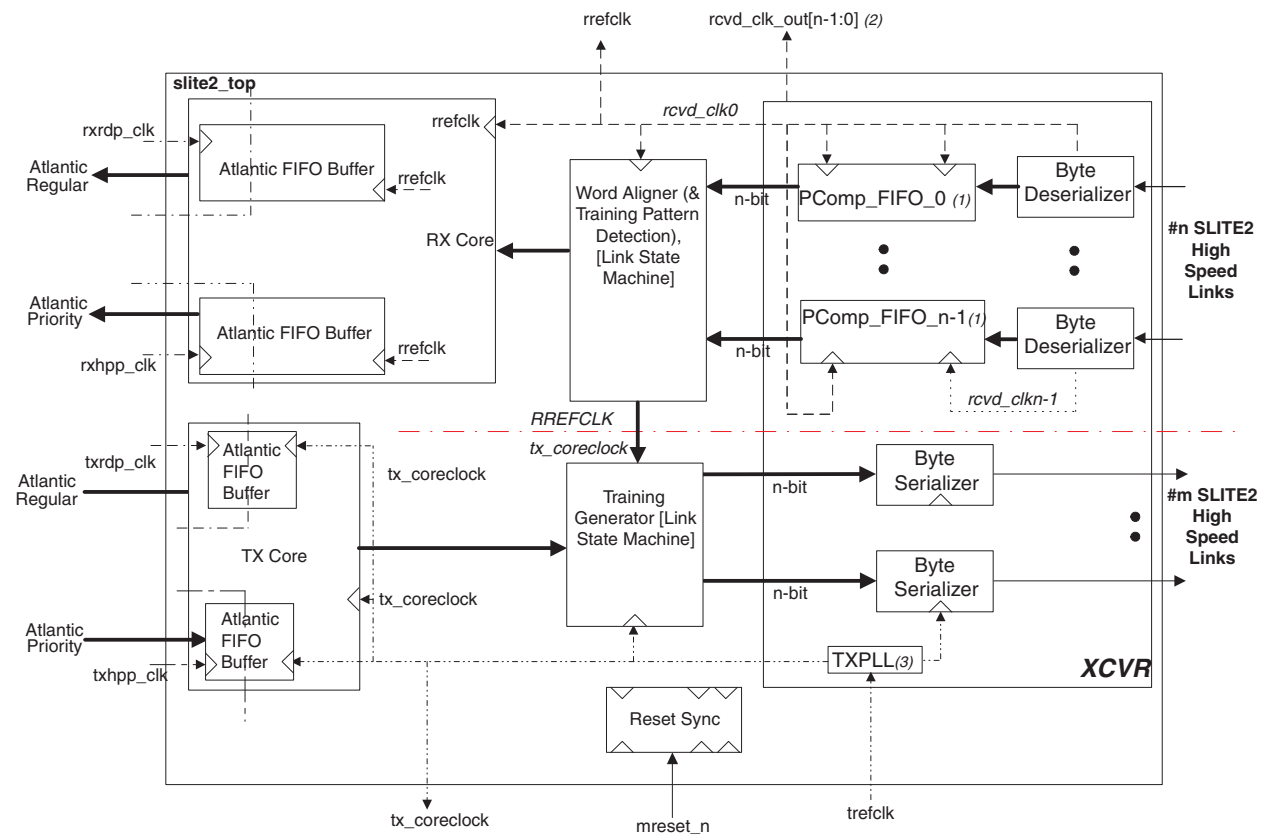 rrefclk
rcvd_clk_out[n-1:0] (2)
slite2_top
rxrdp_clk
rrefclk
rcvd_clk0
Atlantic
Regular
Atlantic FIFO Buffer
rrefclk
RX Core
Word Aligner (&
Training Pattern
Detection),
[Link State
Machine]
n-bit
PComp_FIFO_0 (1)
Byte
Deserializer
#n SLITE2
High
Speed
Links
Atlantic
Priority
Atlantic FIFO Buffer
rrefclk
rxhpp_clk
n-bit
PComp_FIFO_n-1(1)
Byte
Deserializer
rcvd_clkn-1
RREFCLK
tx_coreclock
txrdp_clk
Atlantic
FIFO
Buffer
tx_coreclock
Atlantic
Regular
TX Core
Training
Generator [Link
State Machine]
n-bit
Byte
Serializer
#m SLITE2
High
Speed
Links
n-bit
Byte
Serializer
tx_coreclock
Atlantic
Priority
Atlantic
FIFO
Buffer
txhpp_clk
TXPLL(3)
XCVR
Reset Sync
tx_coreclock
mreset_n
trefclk